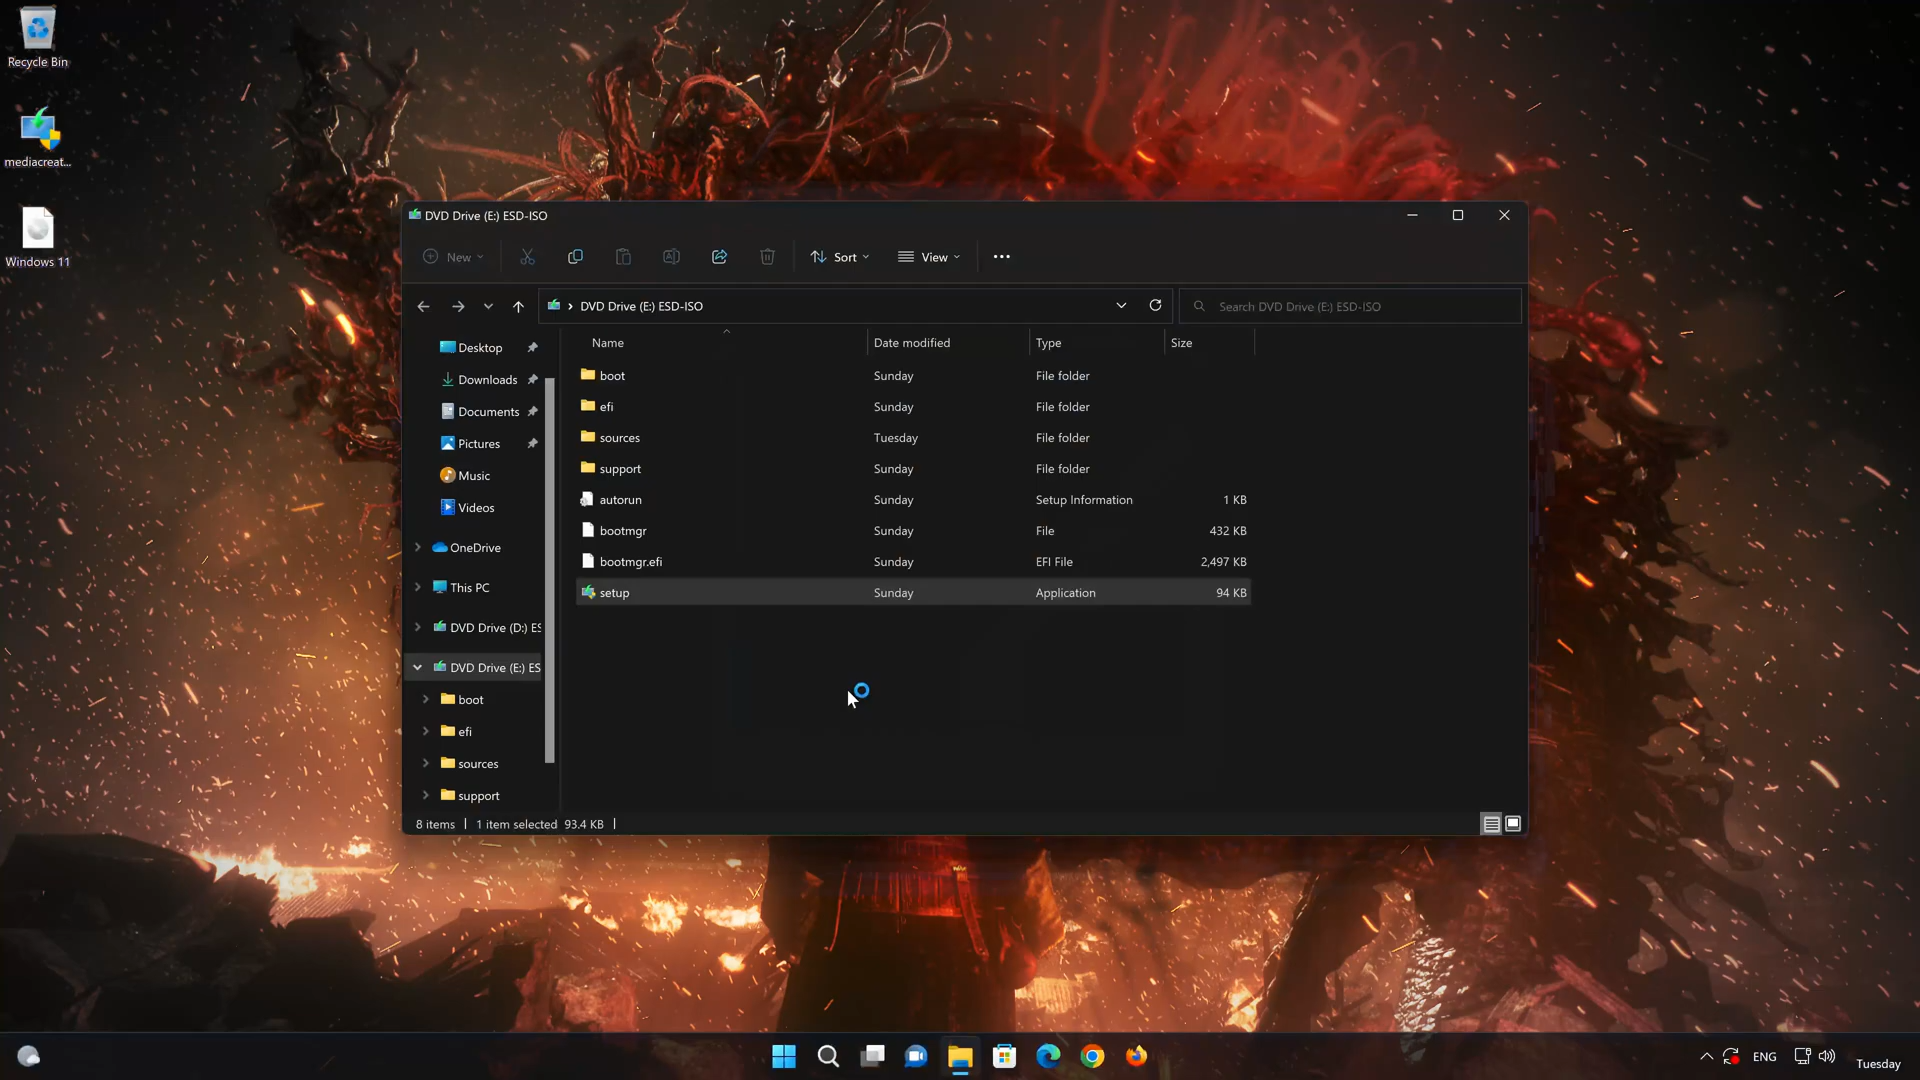 Recycle Bin
mediacreat...
Windows 11
DVD Drive (E:) ESD-ISO
New
Sort
View
DVD Drive (E:) ESD-ISO
Search DVD Drive (E:) ESD-ISO
Desktop
Downloads
Documents
Pictures
Music
Videos
OneDrive
This PC
DVD Drive (D:) ES
DVD Drive (E:) ES
boot
efi
sources
support
Name Date modified Type Size
boot Sunday File folder
efi Sunday File folder
sources Tuesday File folder
support Sunday File folder
autorun Sunday Setup Information 1 KB
bootmgr Sunday File 432 KB
bootmgr.efi Sunday EFI File 2,497 KB
setup Sunday Application 94 KB
8 items 1 item selected 93.4 KB
ENG
Tuesday